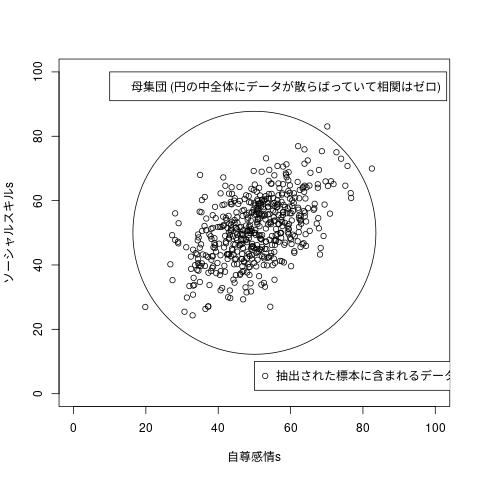 母集団 (円の中全体にデータが散らばっていて相関はゼロ)
ソーシャルスキルs
100
80
60
40
20
0
抽出された標本に含まれるデータ
0 20 40 60 80 100
自尊感情s